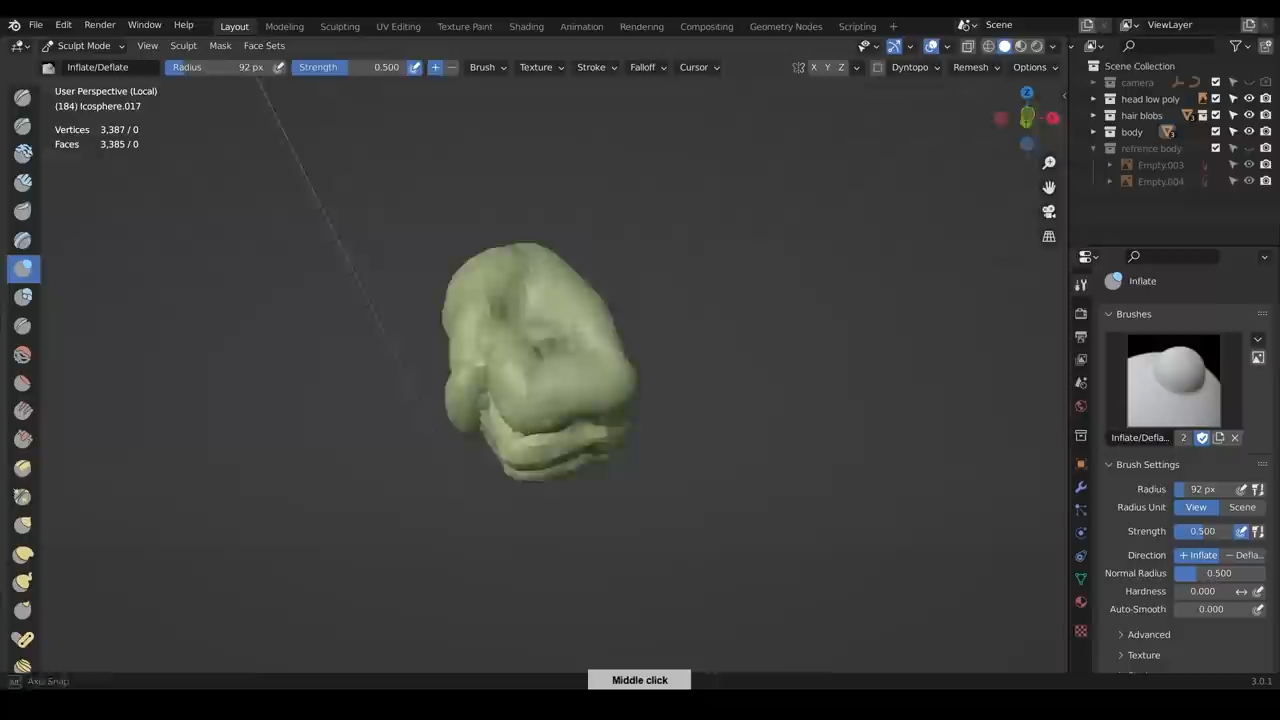 File Edit Render Window Help Layout Modeling Sculpting UV Editing Texture Paint Shading Animation Rendering Compositing Geometry Nodes Scripting + Scene ViewLayer
Sculpt Mode View Sculpt Mask Face Sets
Inflate/Deflate Radius 92 px Strength 0.500 Brush Texture Stroke Falloff Cursor X Y Z Dyntopo Remesh Options
User Perspective (Local)
(184) Icosphere.017
Vertices 3,387 / 0
Faces 3,385 / 0
Z
Scene Collection
camera
head low poly
hair blobs
body
refrence body
Empty.003
Empty.004
Inflate
Brushes
Inflate/Defla... 2
Brush Settings
Radius 92 px
Radius Unit View Scene
Strength 0.500
Direction + Inflate − Defla...
Normal Radius 0.500
Hardness 0.000
Auto-Smooth 0.000
Advanced
Texture
Axis Snap
Middle click
3.0.1